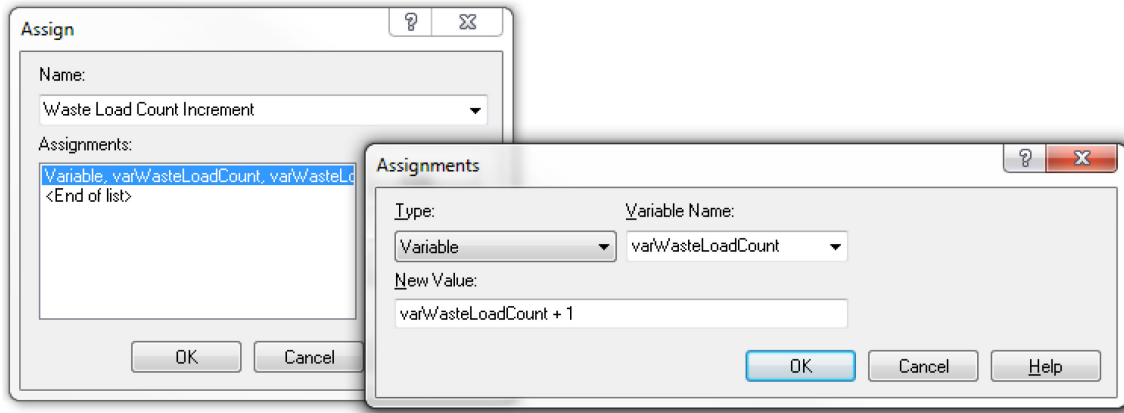 Assign
Name:
Waste Load Count Increment
Assignments:
Variable, varWasteLoadCount, varWasteLo
<End of list>
OK Cancel
Assignments
Type: Variable Name:
Variable varWasteLoadCount
New Value:
varWasteLoadCount + 1
OK Cancel Help